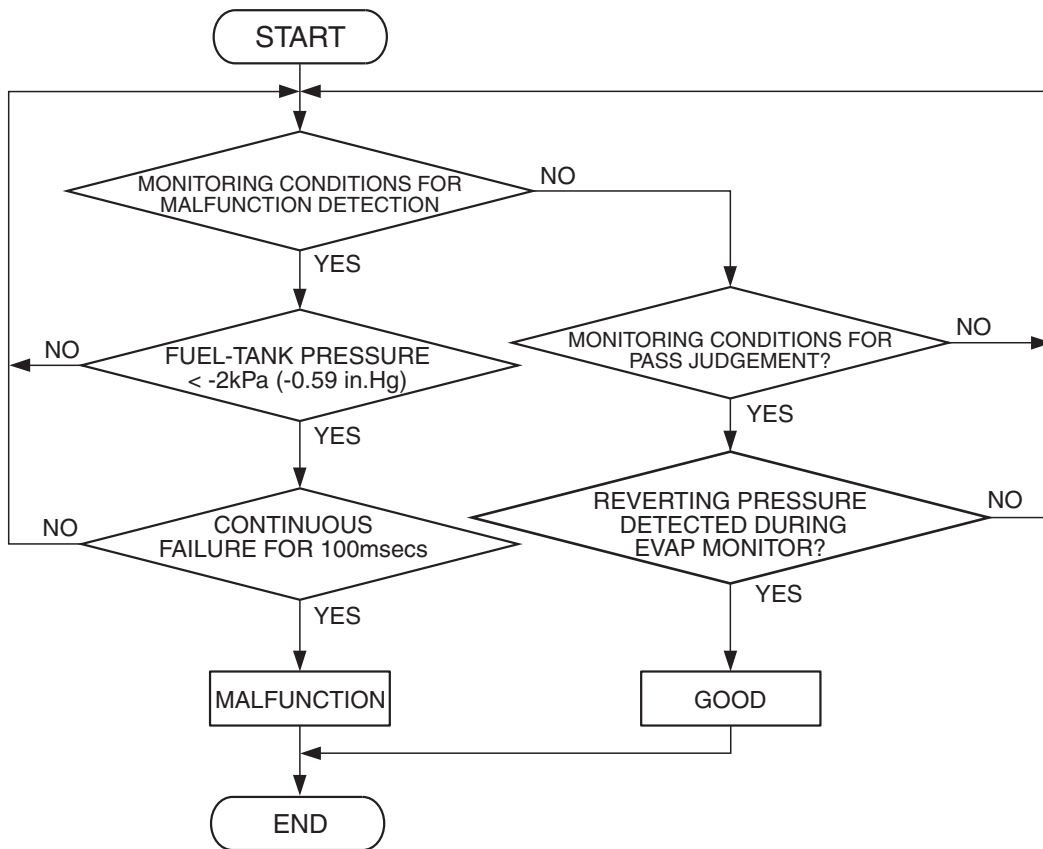 START
MONITORING CONDITIONS FOR
MALFUNCTION DETECTION
NO
YES
FUEL-TANK PRESSURE
< -2kPa (-0.59 in.Hg)
NO
YES
CONTINUOUS
FAILURE FOR 100msecs
NO
YES
MALFUNCTION
MONITORING CONDITIONS FOR
PASS JUDGEMENT?
NO
YES
REVERTING PRESSURE
DETECTED DURING
EVAP MONITOR?
NO
YES
GOOD
END